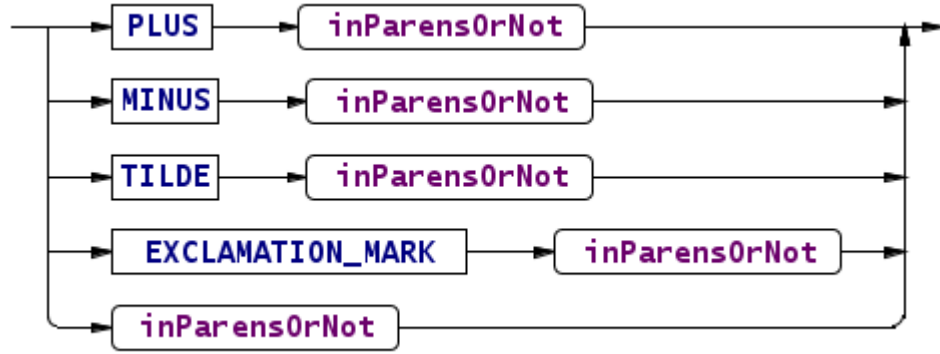 PLUS inParensOrNot
MINUS inParensOrNot
TILDE inParensOrNot
EXCLAMATION_MARK inParensOrNot
inParensOrNot